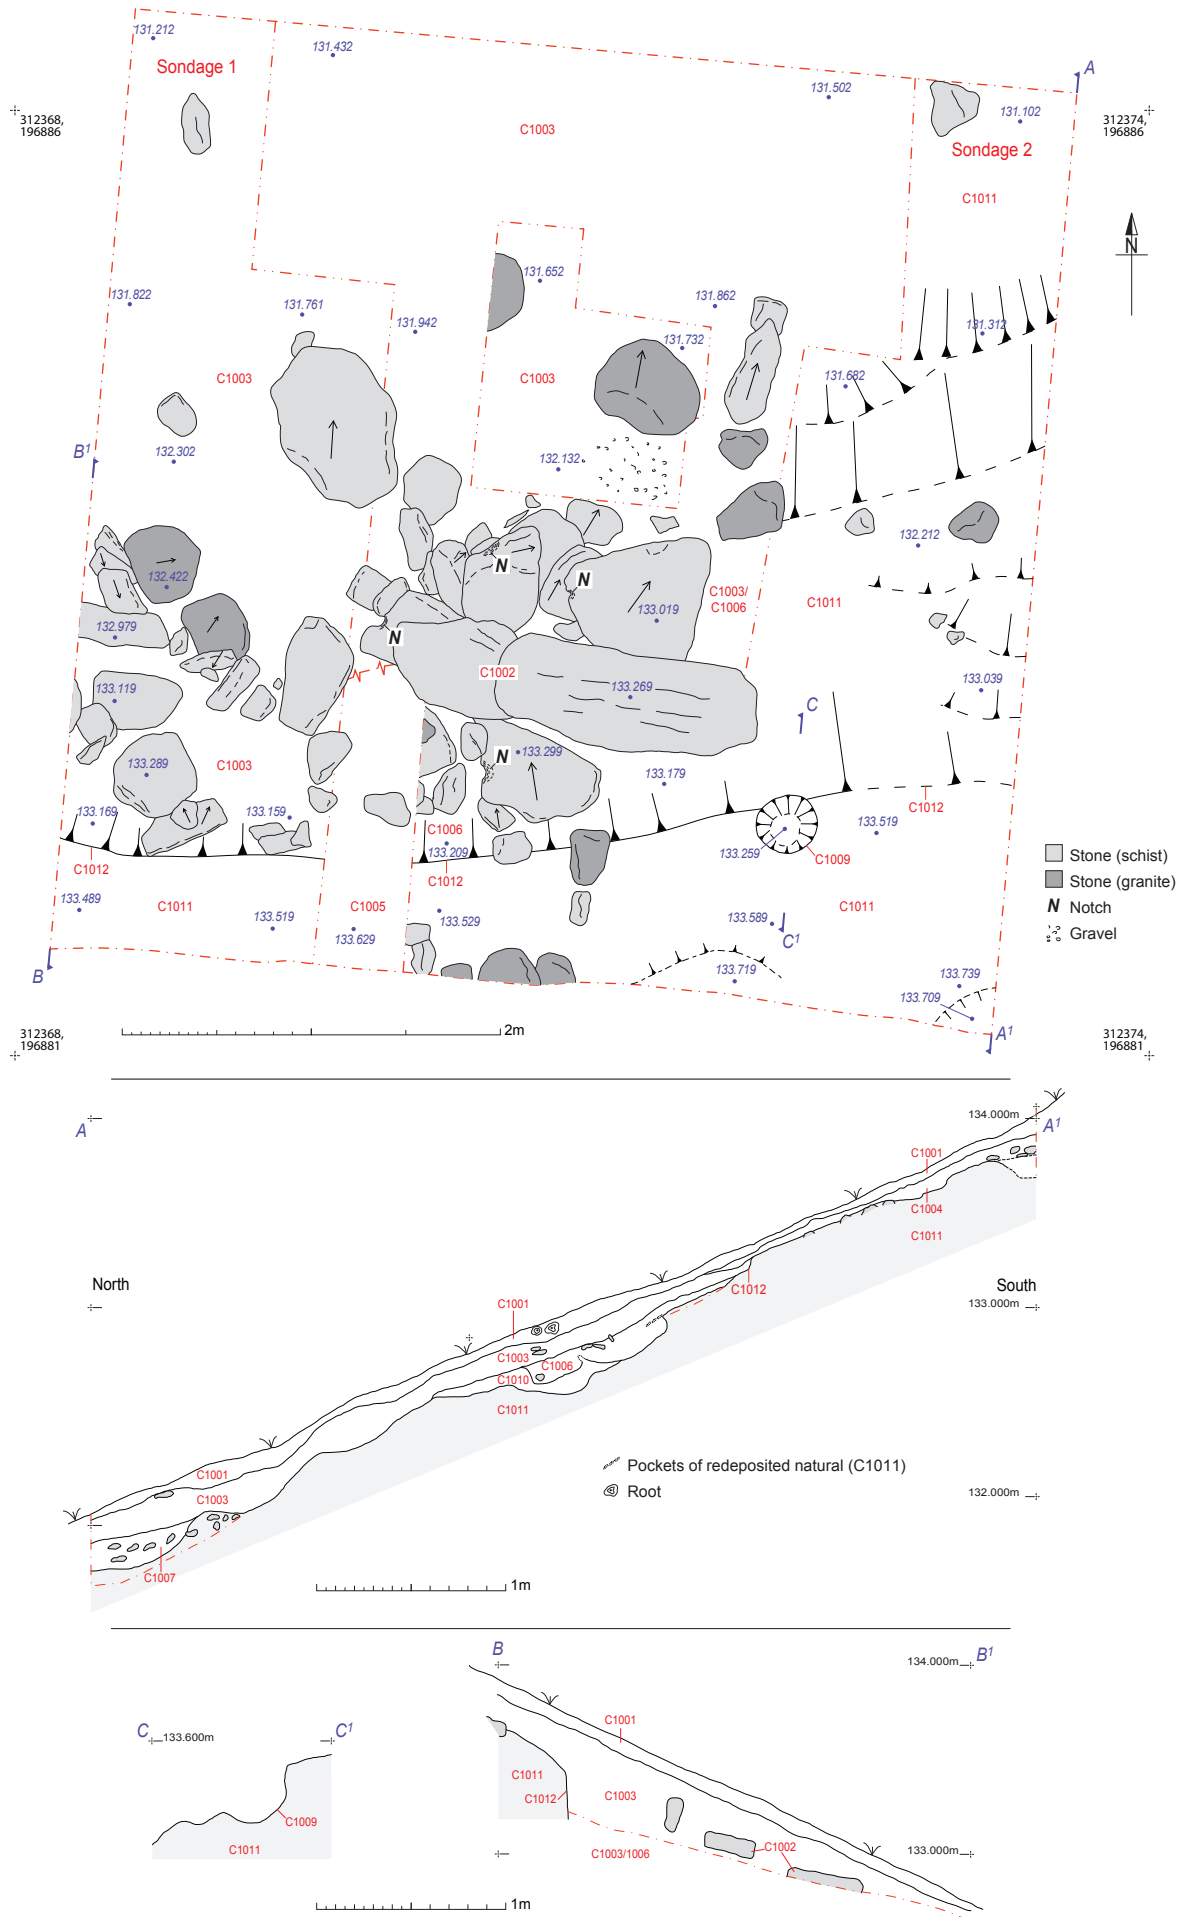 131.212
131.432
Sondage 1
131.502
A
312368,
196886
131.102
312374,
196886
C1003
Sondage 2
C1011
N
131.652
131.822
131.761
131.942
131.862
131.312
131.732
C1003
C1003
131.682
B1
132.302
132.132
132.212
N
N
132.422
C1003/
C1006
C1011
133.019
132.979
N
C1002
133.119
133.269
133.039
C
C1003
N
133.299
133.289
133.179
133.169
133.159
C1006
C1012
133.519
133.209
133.259
C1009
C1012
C1012
Stone (schist)
Stone (granite)
N Notch
Gravel
133.489
C1011
C1005
133.529
C1011
133.519
133.629
133.589
C1
B
133.719
133.739
133.709
312368,
196881
2m
A1
312374,
196881
A
134.000m
A1
C1001
C1004
C1011
North
South
C1012
C1001
133.000m
C1003
C1006
C1010
C1011
Pockets of redeposited natural (C1011)
C1001
Root
132.000m
C1003
C1007
1m
B
134.000m
B1
C
133.600m
C1
C1001
C1011
C1003
C1012
C1009
C1011
C1002
C1003/1006
133.000m
1m